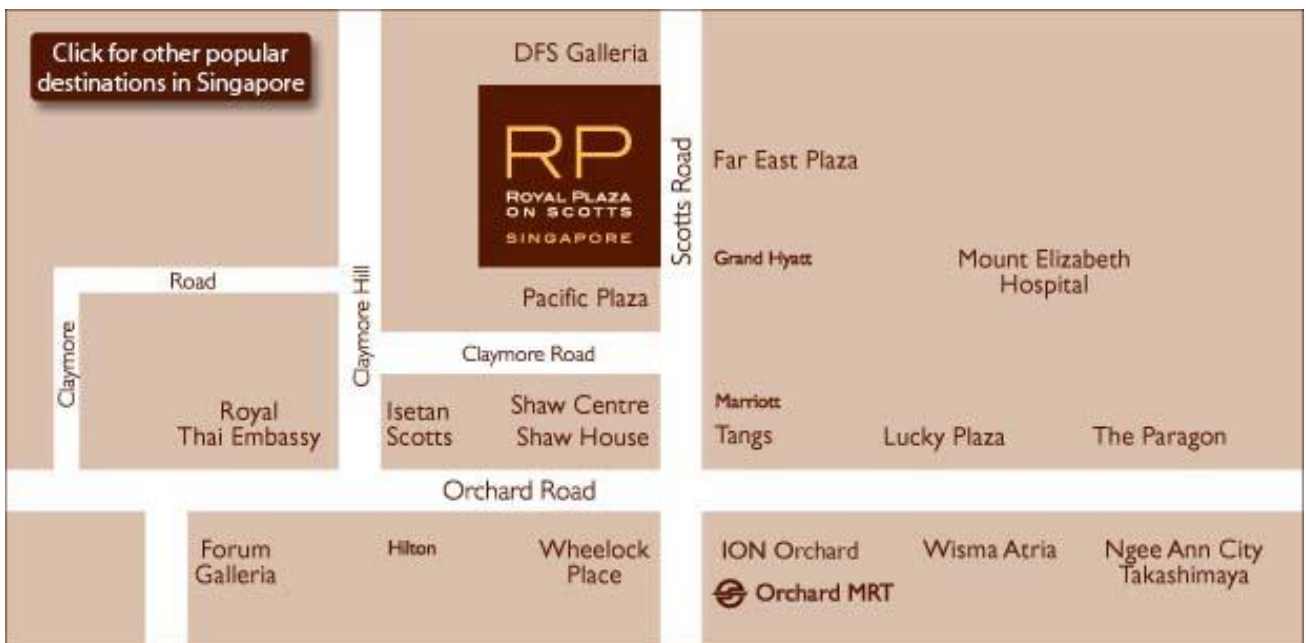 Click for other popular
destinations in Singapore
DFS Galleria
RP
ROYAL PLAZA
ON SCOTTS
SINGAPORE
Scotts Road
Far East Plaza
Grand Hyatt
Mount Elizabeth
Hospital
Road
Claymore
Claymore Hill
Pacific Plaza
Claymore Road
Royal
Thai Embassy
Isetan
Scotts
Shaw Centre
Shaw House
Marriott
Tangs
Lucky Plaza
The Paragon
Orchard Road
Forum
Galleria
Hilton
Wheelock
Place
ION Orchard
Orchard MRT
Wisma Atria
Ngee Ann City
Takashimaya